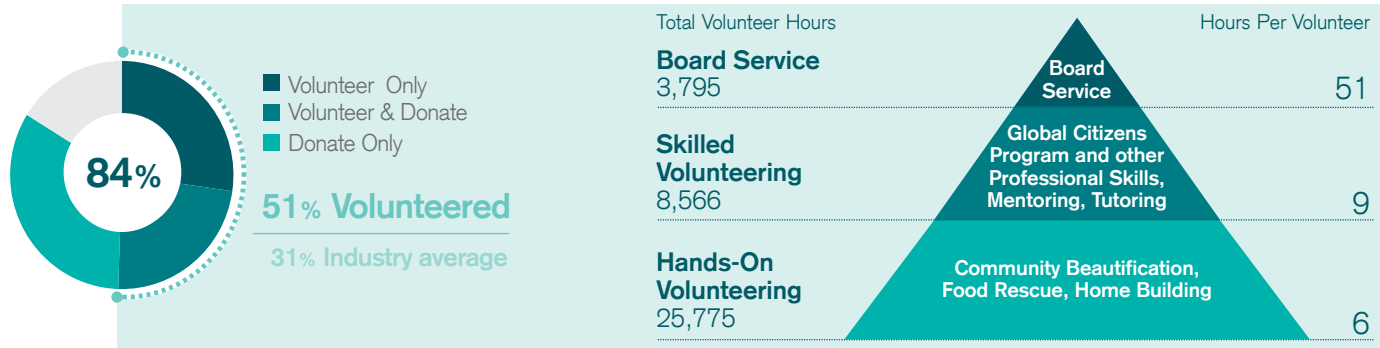 84%
Volunteer Only
Volunteer & Donate
Donate Only
51% Volunteered
31% Industry average
Total Volunteer Hours
Hours Per Volunteer
Board Service
3,795
Board
Service
51
Skilled
Volunteering
8,566
Global Citizens
Program and other
Professional Skills,
Mentoring, Tutoring
9
Hands-On
Volunteering
25,775
Community Beautification,
Food Rescue, Home Building
6